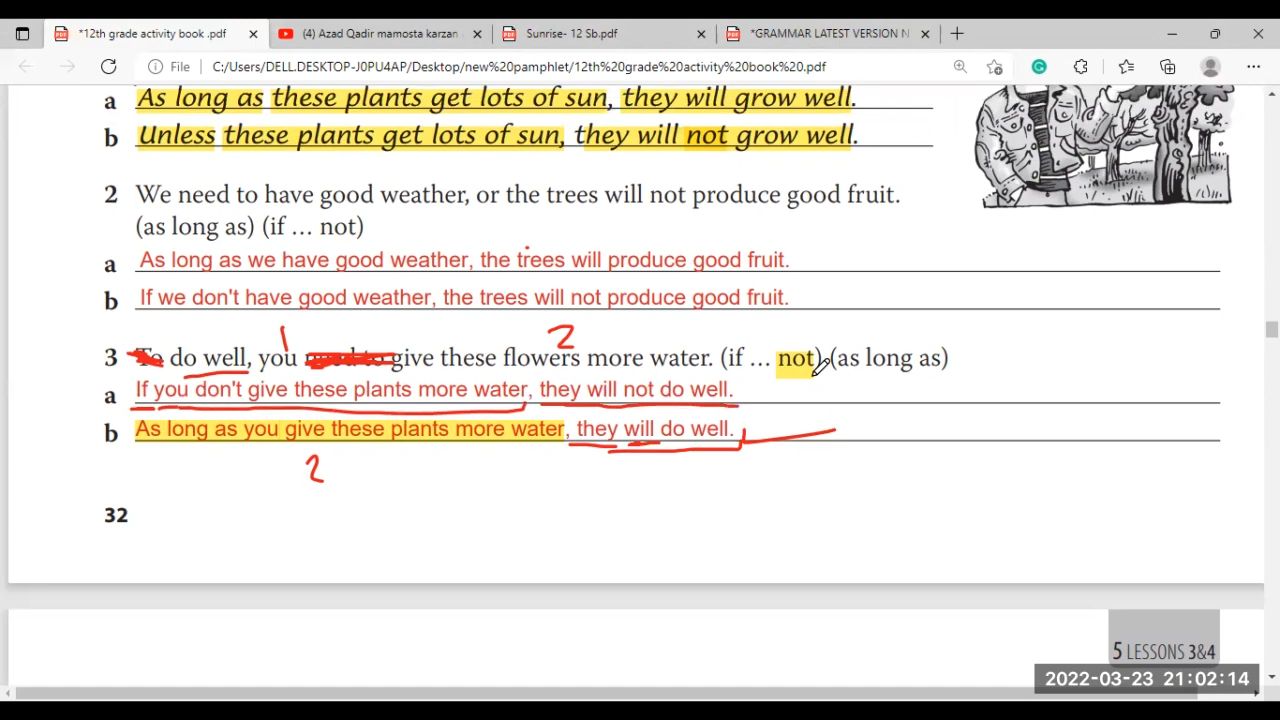 *12th grade activity book .pdf
(4) Azad Qadir mamosta karzan
Sunrise- 12 Sb.pdf
*GRAMMAR LATEST VERSION N
File
C:/Users/DELL.DESKTOP-J0PU4AP/Desktop/new%20pamphlet/12th%20grade%20activity%20book%20.pdf
a As long as these plants get lots of sun, they will grow well.
b Unless these plants get lots of sun, they will not grow well.
2 We need to have good weather, or the trees will not produce good fruit.
(as long as) (if … not)
a As long as we have good weather, the trees will produce good fruit.
b If we don't have good weather, the trees will not produce good fruit.
1 2
3 To do well, you need to give these flowers more water. (if … not) (as long as)
a If you don't give these plants more water, they will not do well.
b As long as you give these plants more water, they will do well.
2
32
5 LESSONS 3&4
2022-03-23 21:02:14